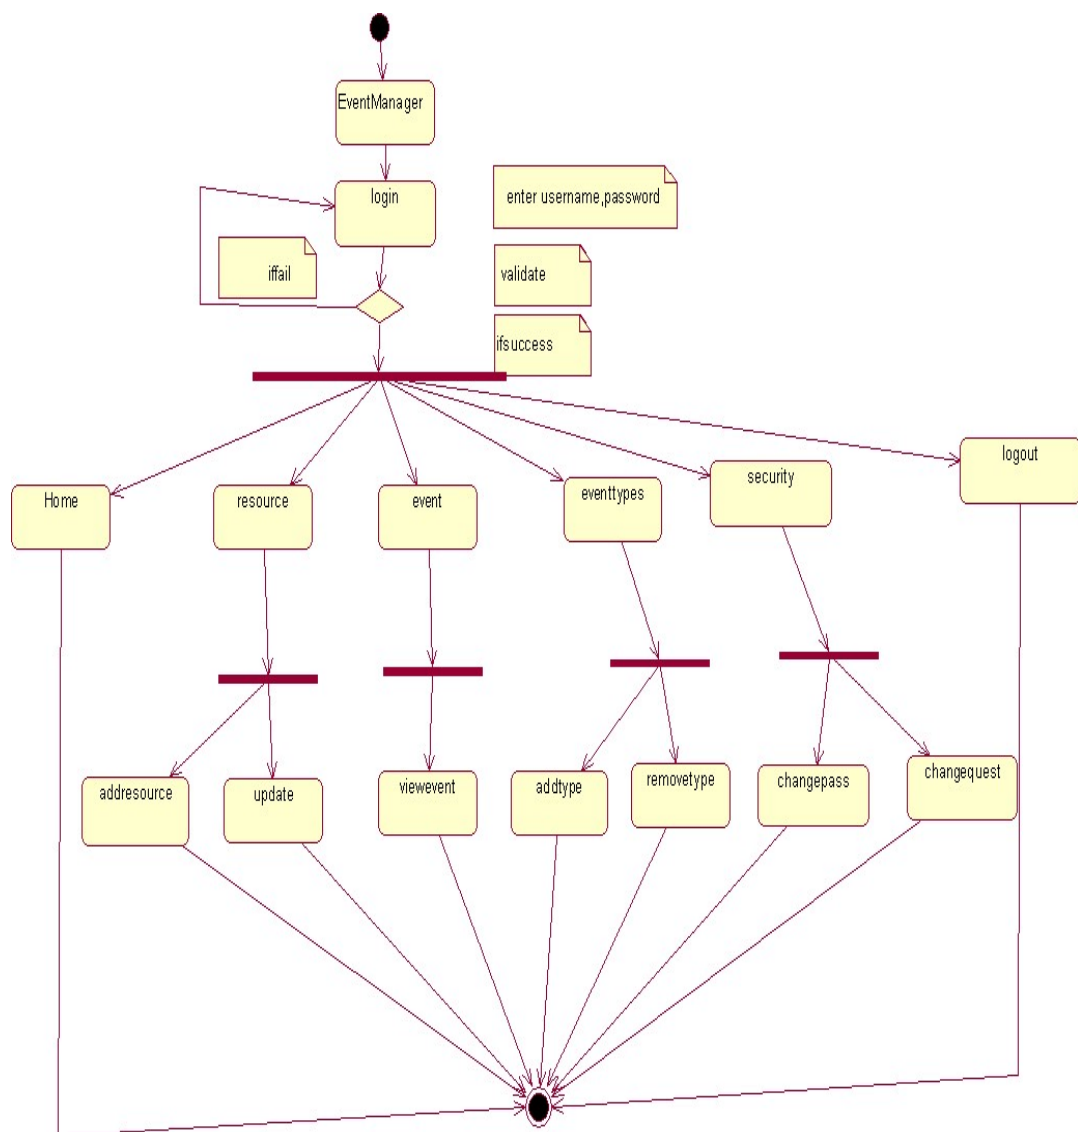 EventManager
login
enter username,password
iffail
validate
ifsuccess
Home
resource
event
eventtypes
security
logout
addresource
update
viewevent
addtype
removetype
changepass
changequest